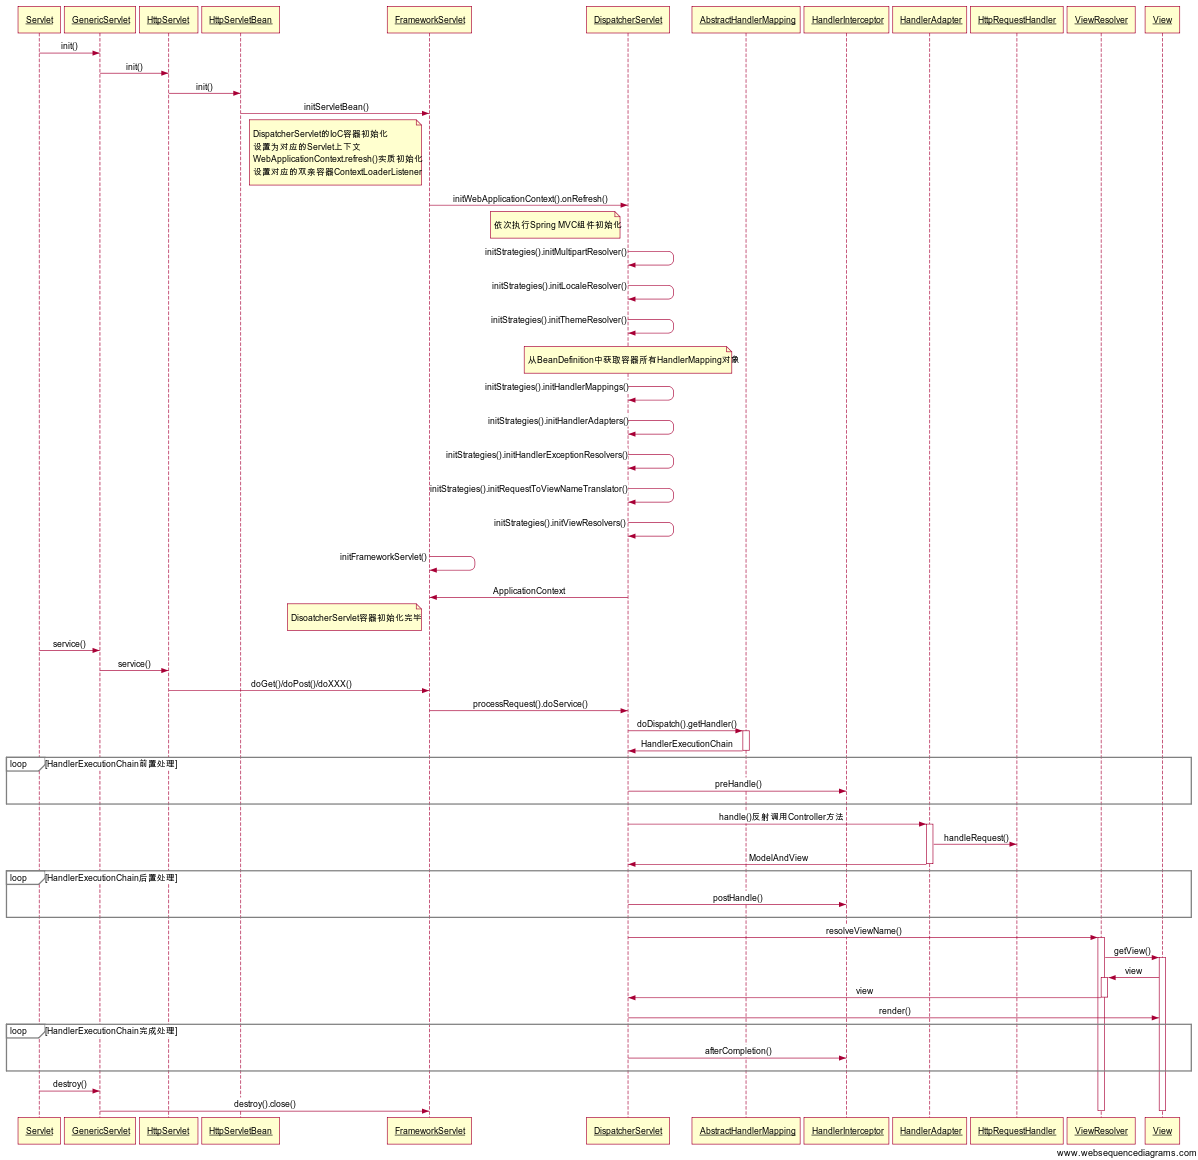 Servlet
GenericServlet
HttpServlet
HttpServletBean
FrameworkServlet
DispatcherServlet
AbstractHandlerMapping
HandlerInterceptor
HandlerAdapter
HttpRequestHandler
ViewResolver
View
init()
init()
init()
initServletBean()
DispatcherServlet的IoC容器初始化
设置为对应的Servlet上下文
WebApplicationContext.refresh()实质初始化
设置对应的双亲容器ContextLoaderListener
initWebApplicationContext().onRefresh()
依次执行Spring MVC组件初始化
initStrategies().initMultipartResolver()
initStrategies().initLocaleResolver()
initStrategies().initThemeResolver()
从BeanDefinition中获取容器所有HandlerMapping对象
initStrategies().initHandlerMappings()
initStrategies().initHandlerAdapters()
initStrategies().initHandlerExceptionResolvers()
initStrategies().initRequestToViewNameTranslator()
initStrategies().initViewResolvers()
initFrameworkServlet()
ApplicationContext
DisoatcherServlet容器初始化完毕
service()
service()
doGet()/doPost()/doXXX()
processRequest().doService()
doDispatch().getHandler()
HandlerExecutionChain
loop [HandlerExecutionChain前置处理]
preHandle()
handle()反射调用Controller方法
handleRequest()
ModelAndView
loop [HandlerExecutionChain后置处理]
postHandle()
resolveViewName()
getView()
view
view
render()
loop [HandlerExecutionChain完成处理]
afterCompletion()
destroy()
destroy().close()
Servlet
GenericServlet
HttpServlet
HttpServletBean
FrameworkServlet
DispatcherServlet
AbstractHandlerMapping
HandlerInterceptor
HandlerAdapter
HttpRequestHandler
ViewResolver
View
www.websequencediagrams.com